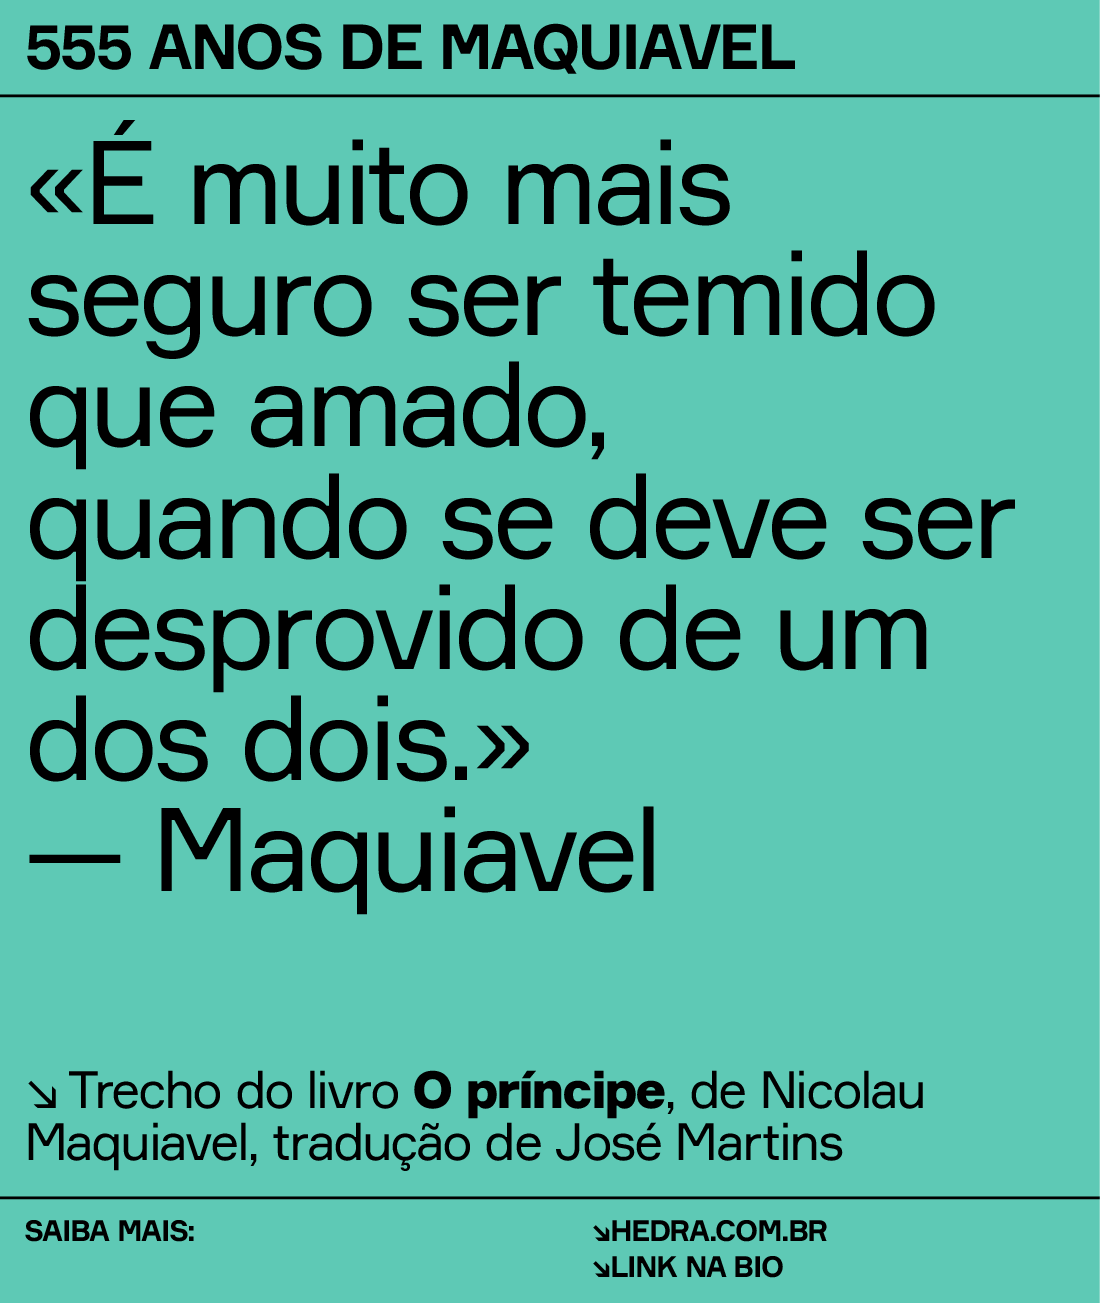 555 ANOS DE MAQUIAVEL
«É muito mais
seguro ser temido
que amado,
quando se deve ser
desprovido de um
dos dois.»
— Maquiavel
↘ Trecho do livro O príncipe, de Nicolau
Maquiavel, tradução de José Martins
SAIBA MAIS:
↘HEDRA.COM.BR
↘LINK NA BIO